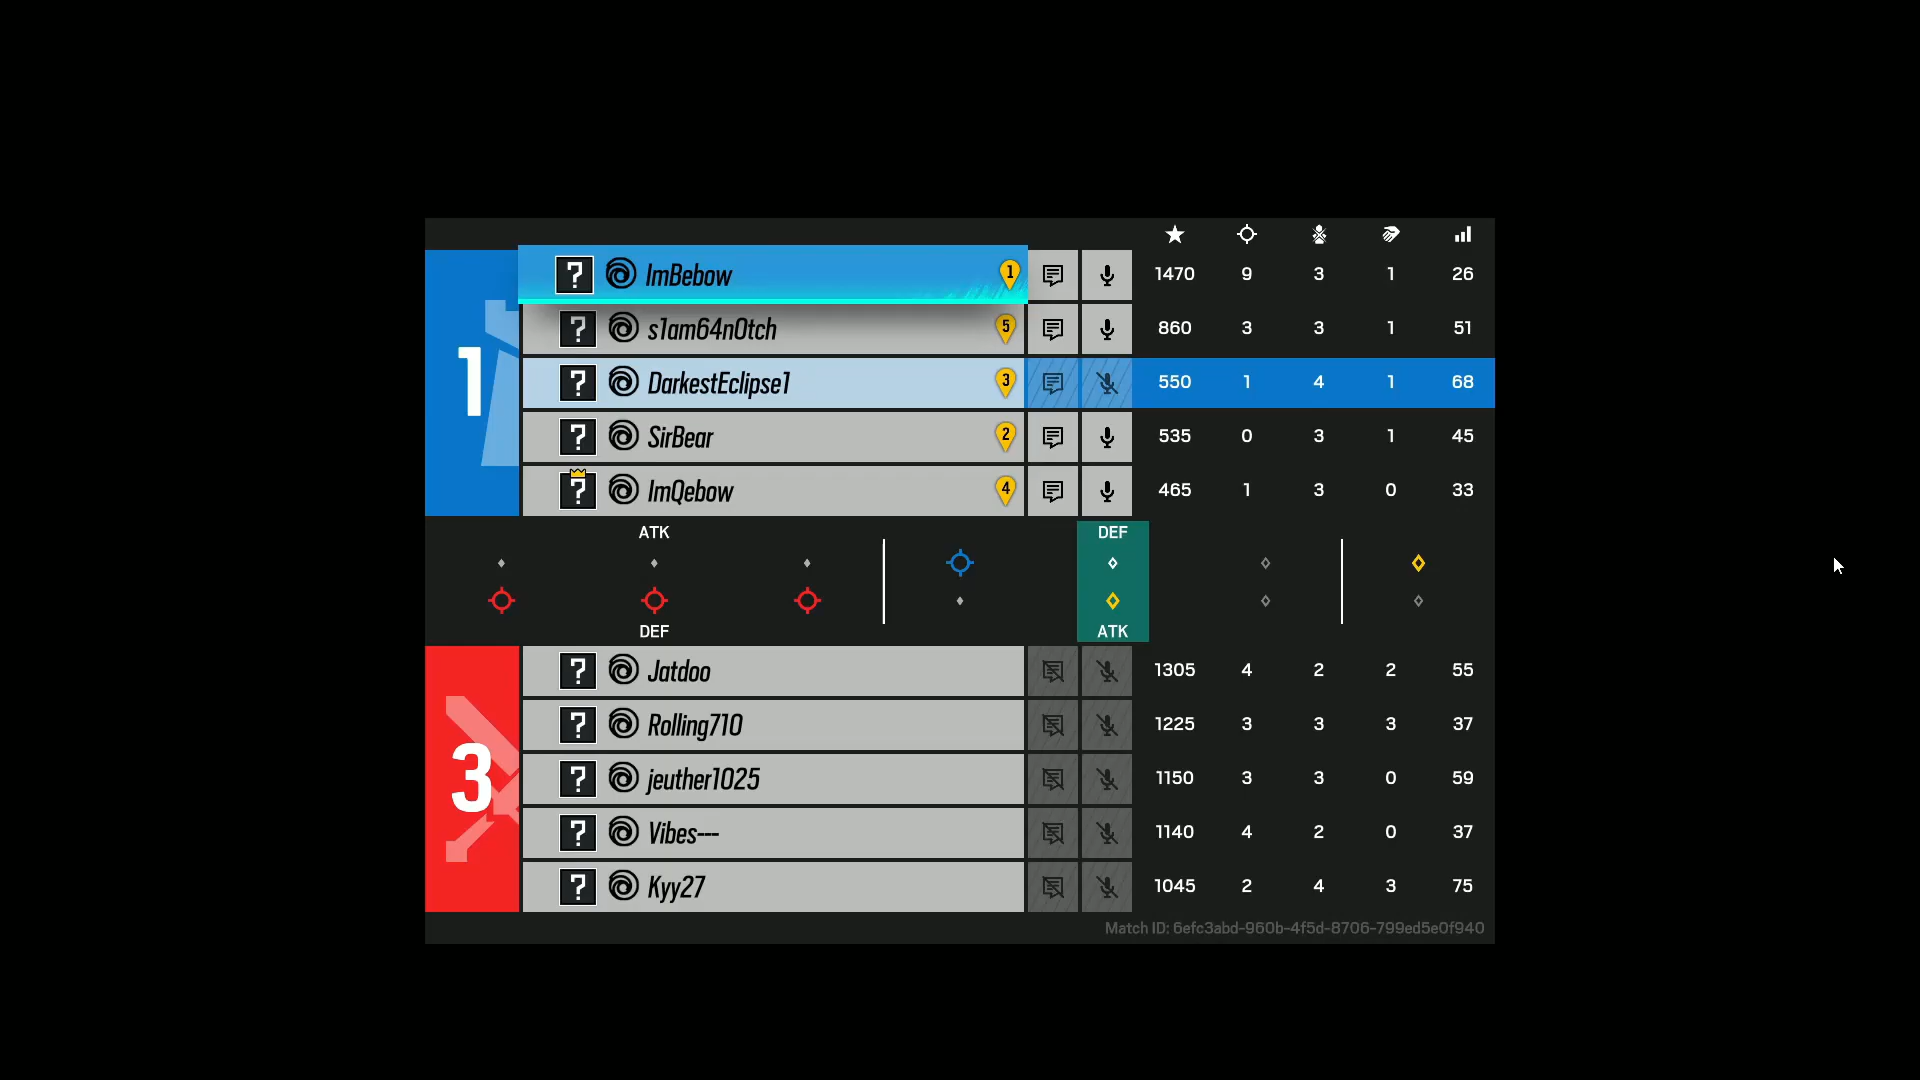 1
? ImBebow 1 1470 9 3 1 26
? s1am64n0tch 5 860 3 3 1 51
? DarkestEclipse1 3 550 1 4 1 68
? SirBear 2 535 0 3 1 45
? ImQebow 4 465 1 3 0 33
ATK DEF
DEF ATK
3
? Jatdoo 1305 4 2 2 55
? Rolling710 1225 3 3 3 37
? jeuther1025 1150 3 3 0 59
? Vibes--- 1140 4 2 0 37
? Kyy27 1045 2 4 3 75
Match ID: 6efc3abd-960b-4f5d-8706-799ed5e0f940